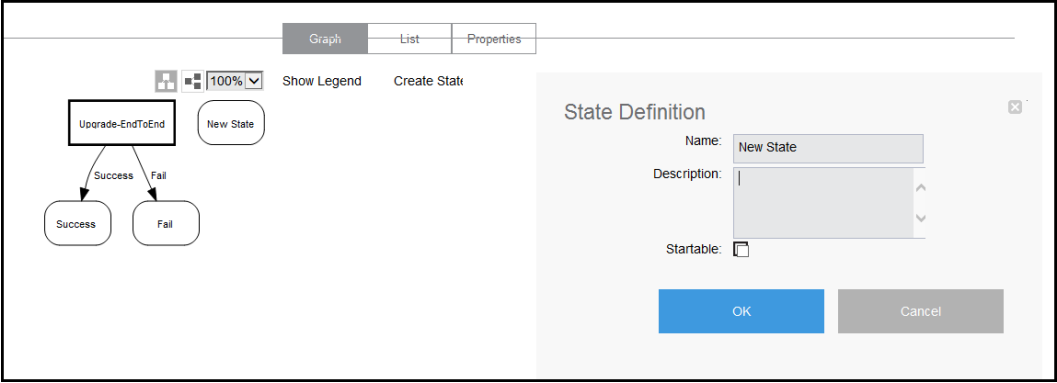 Graph List Properties
100% Show Legend Create State
Upgrade-EndToEnd New State
Success Fail
Success Fail
State Definition
Name: New State
Description:
Startable:
OK Cancel